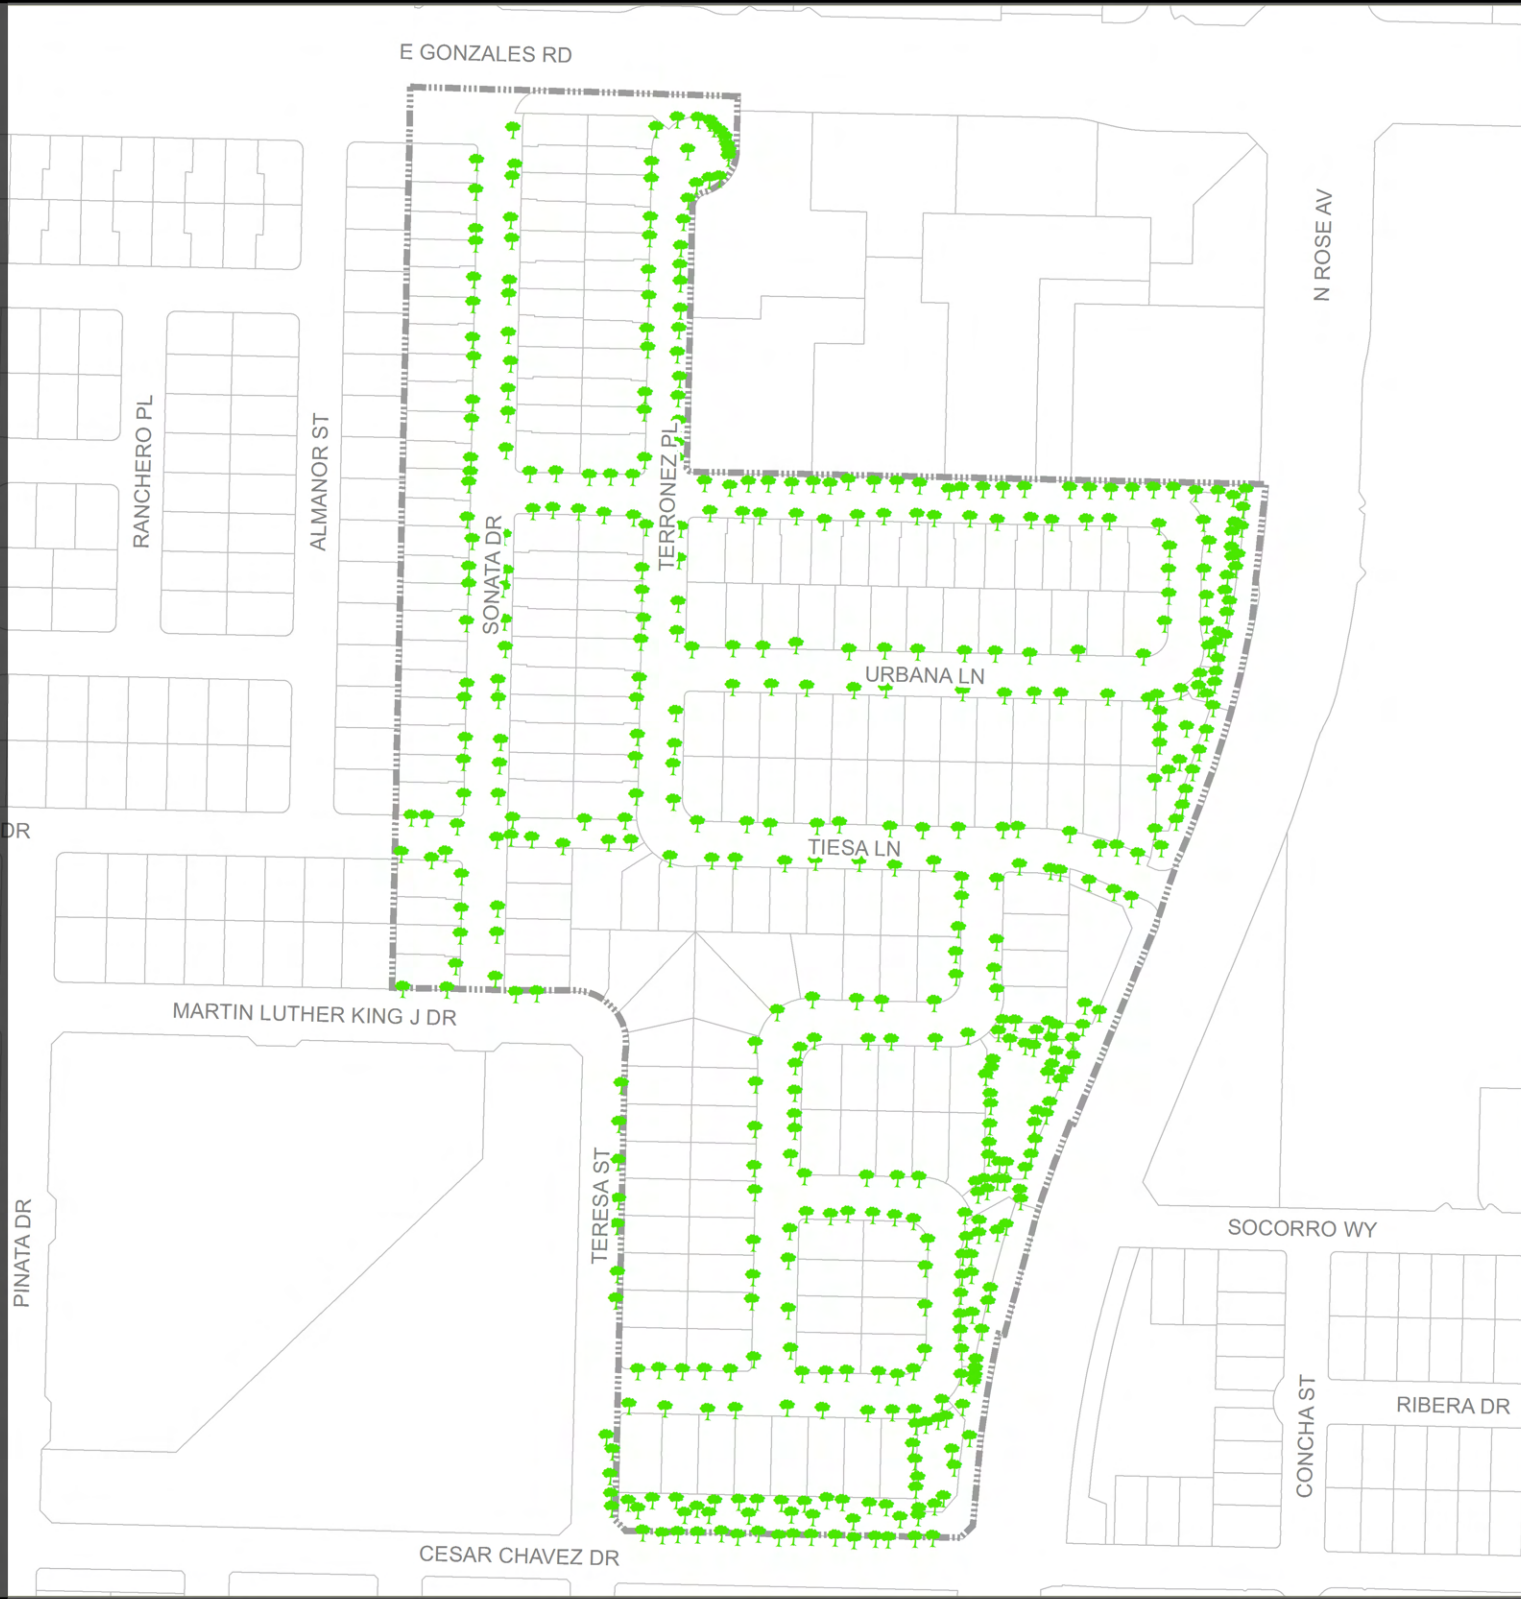 E GONZALES RD
N ROSE AV
RANCHERO PL
ALMANOR ST
TERRONEZ PL
SONATA DR
URBANA LN
DR
TIESA LN
MARTIN LUTHER KING J DR
TERESA ST
PINATA DR
SOCORRO WY
CONCHA ST
RIBERA DR
CESAR CHAVEZ DR